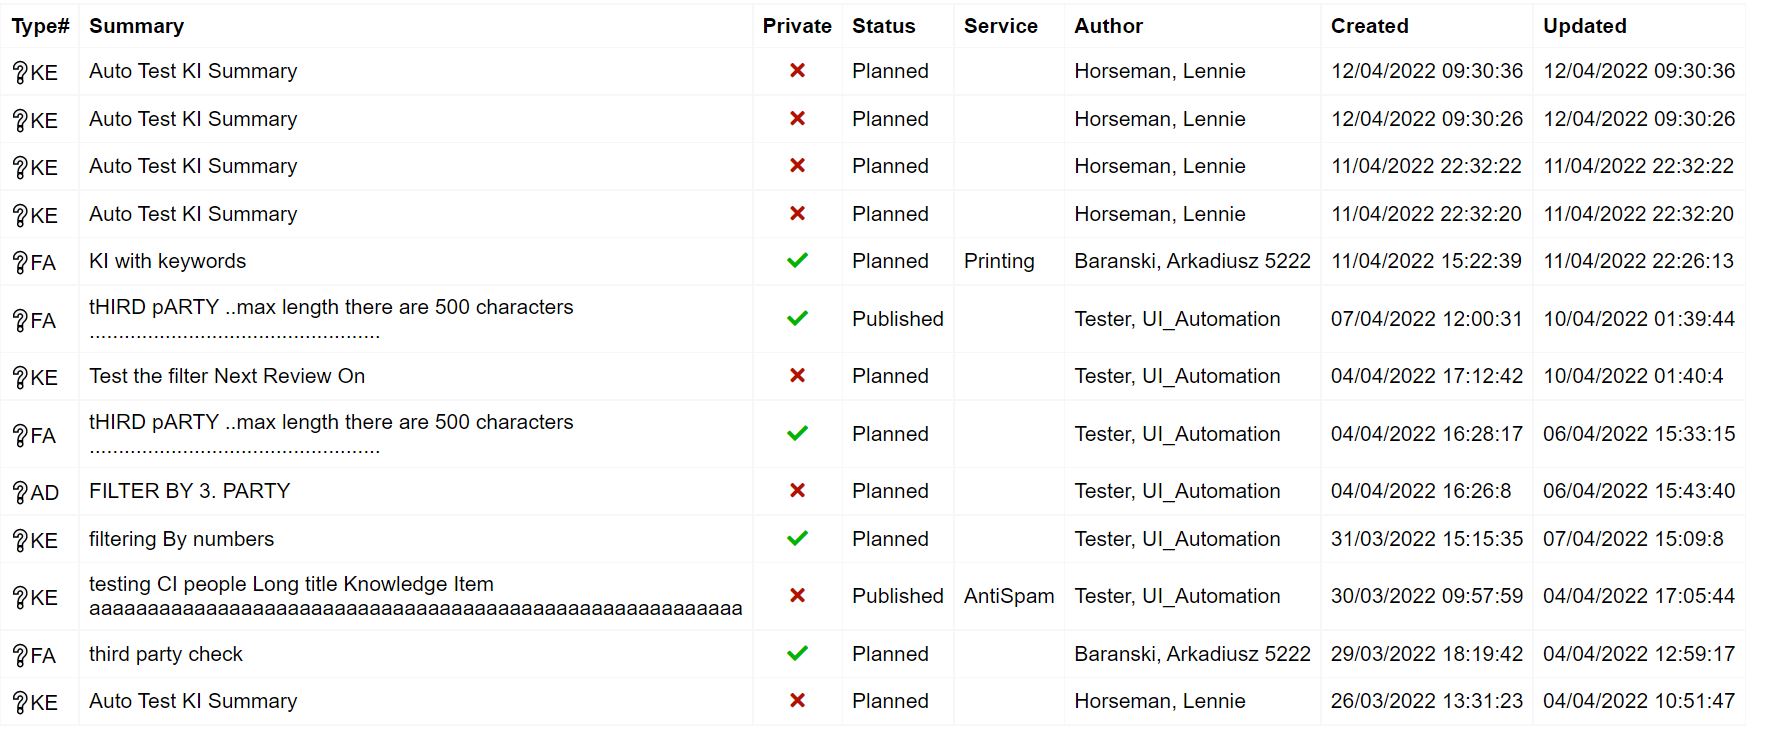 Type# Summary Private Status Service Author Created Updated
KE Auto Test KI Summary Planned Horseman, Lennie 12/04/2022 09:30:36 12/04/2022 09:30:36
KE Auto Test KI Summary Planned Horseman, Lennie 12/04/2022 09:30:26 12/04/2022 09:30:26
KE Auto Test KI Summary Planned Horseman, Lennie 11/04/2022 22:32:22 11/04/2022 22:32:22
KE Auto Test KI Summary Planned Horseman, Lennie 11/04/2022 22:32:20 11/04/2022 22:32:20
FA KI with keywords Planned Printing Baranski, Arkadiusz 5222 11/04/2022 15:22:39 11/04/2022 22:26:13
tHIRD pARTY ..max length there are 500 characters
FA Published Tester, UI_Automation 07/04/2022 12:00:31 10/04/2022 01:39:44
..................................................
KE Test the filter Next Review On Planned Tester, UI_Automation 04/04/2022 17:12:42 10/04/2022 01:40:4
tHIRD pARTY ..max length there are 500 characters
FA Planned Tester, UI_Automation 04/04/2022 16:28:17 06/04/2022 15:33:15
..................................................
AD FILTER BY 3. PARTY Planned Tester, UI_Automation 04/04/2022 16:26:8 06/04/2022 15:43:40
KE filtering By numbers Planned Tester, UI_Automation 31/03/2022 15:15:35 07/04/2022 15:09:8
testing CI people Long title Knowledge Item
KE Published AntiSpam Tester, UI_Automation 30/03/2022 09:57:59 04/04/2022 17:05:44
aaaaaaaaaaaaaaaaaaaaaaaaaaaaaaaaaaaaaaaaaaaaaaaaaaaaaaaa
FA third party check Planned Baranski, Arkadiusz 5222 29/03/2022 18:19:42 04/04/2022 12:59:17
KE Auto Test KI Summary Planned Horseman, Lennie 26/03/2022 13:31:23 04/04/2022 10:51:47